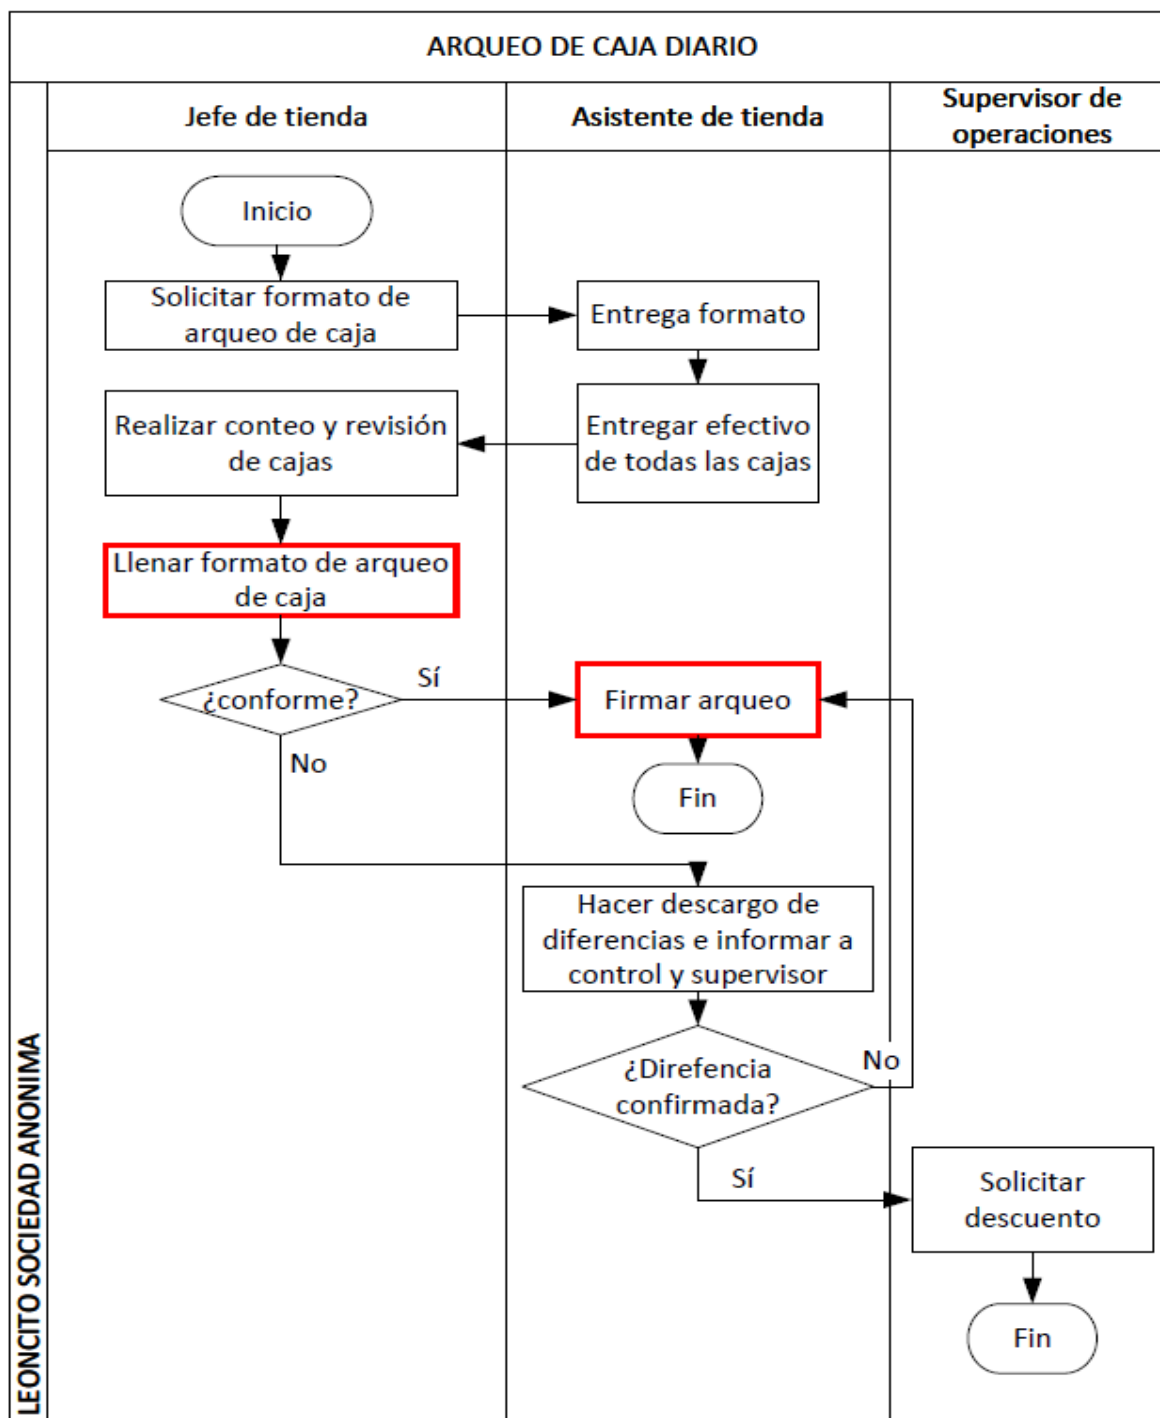 ARQUEO DE CAJA DIARIO
Jefe de tienda
Asistente de tienda
Supervisor de
operaciones
Inicio
Solicitar formato de
arqueo de caja
Entrega formato
Realizar conteo y revisión
de cajas
Entregar efectivo
de todas las cajas
Llenar formato de arqueo
de caja
¿conforme?
Sí
Firmar arqueo
No
Fin
Hacer descargo de
diferencias e informar a
control y supervisor
¿Direfencia
confirmada?
No
Sí
Solicitar
descuento
Fin
LEONCITO SOCIEDAD ANONIMA